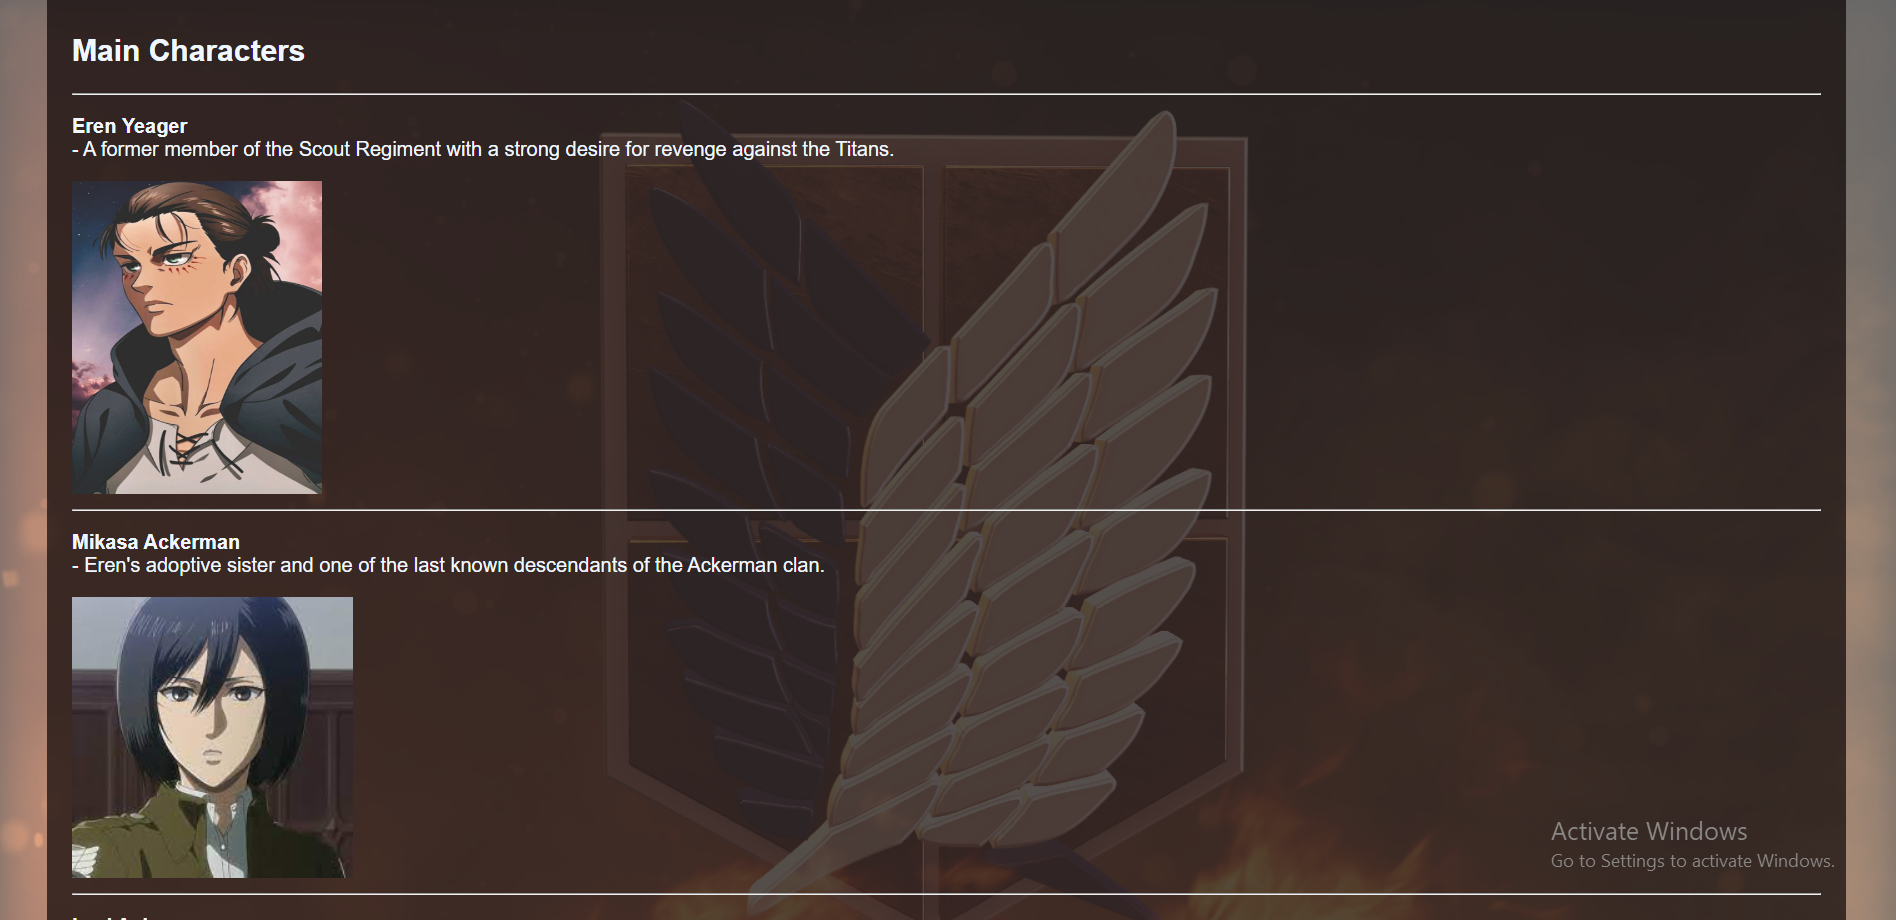 Main Characters
Eren Yeager
- A former member of the Scout Regiment with a strong desire for revenge against the Titans.
Mikasa Ackerman
- Eren's adoptive sister and one of the last known descendants of the Ackerman clan.
Activate Windows
Go to Settings to activate Windows.